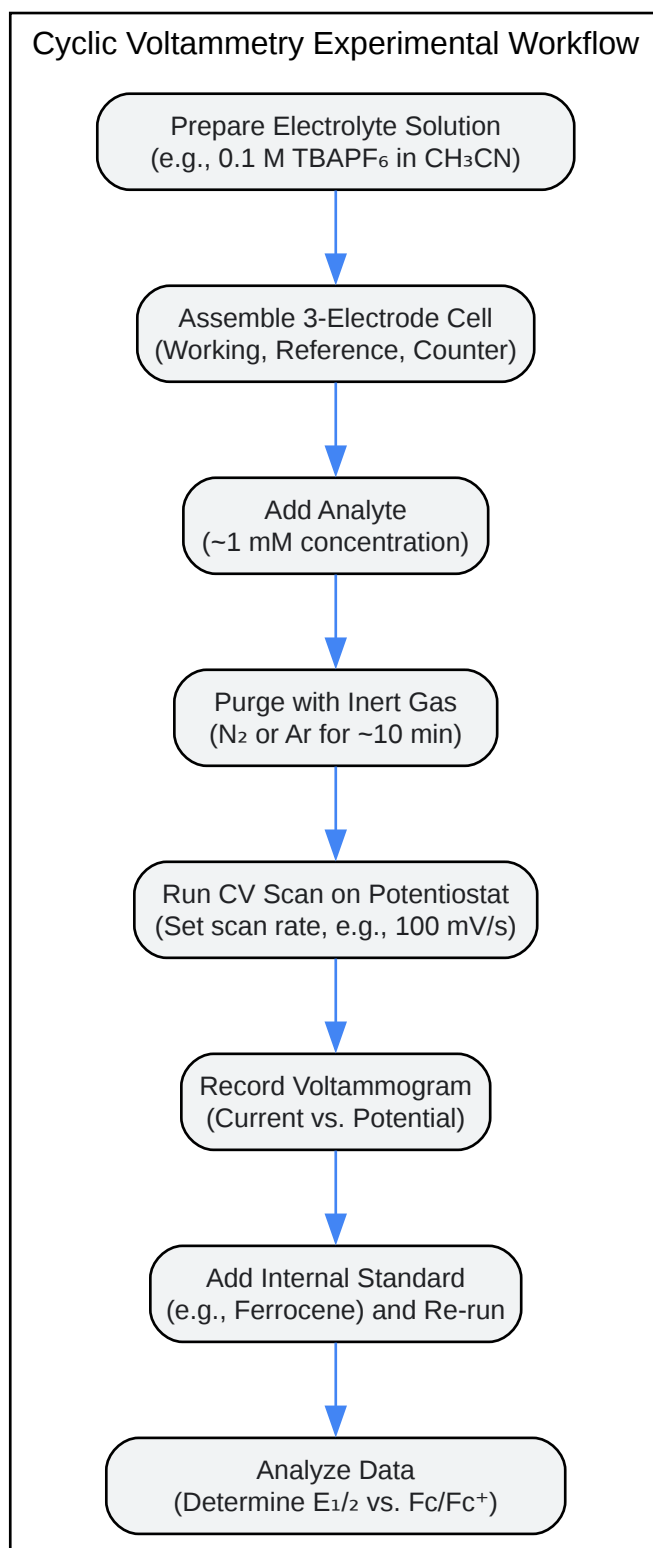 Cyclic Voltammetry Experimental Workflow
Prepare Electrolyte Solution
(e.g., 0.1 M TBAPF₆ in CH₃CN)
Assemble 3-Electrode Cell
(Working, Reference, Counter)
Add Analyte
(~1 mM concentration)
Purge with Inert Gas
(N₂ or Ar for ~10 min)
Run CV Scan on Potentiostat
(Set scan rate, e.g., 100 mV/s)
Record Voltammogram
(Current vs. Potential)
Add Internal Standard
(e.g., Ferrocene) and Re-run
Analyze Data
(Determine E₁/₂ vs. Fc/Fc⁺)